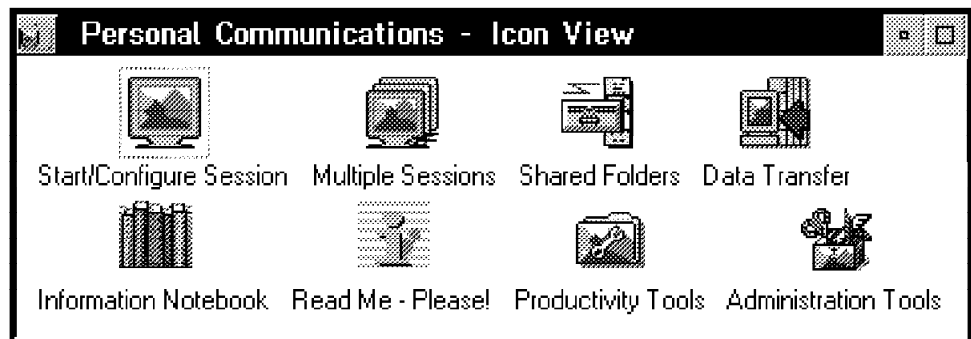 Personal Communications - Icon View
Start/Configure Session Multiple Sessions Shared Folders Data Transfer
Information Notebook Read Me - Please! Productivity Tools Administration Tools